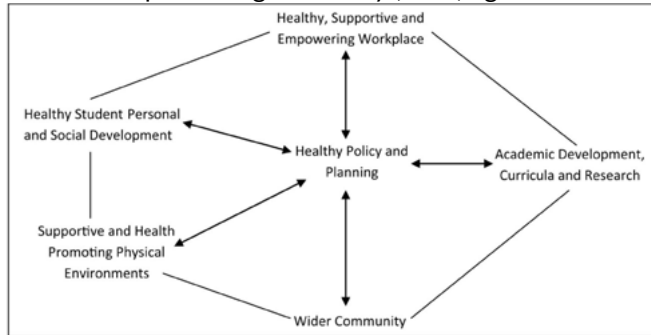 Healthy, Supportive and
Empowering Workplace
Healthy Student Personal
and Social Development
Healthy Policy and
Planning
Academic Development,
Curricula and Research
Supportive and Health
Promoting Physical
Environments
Wider Community